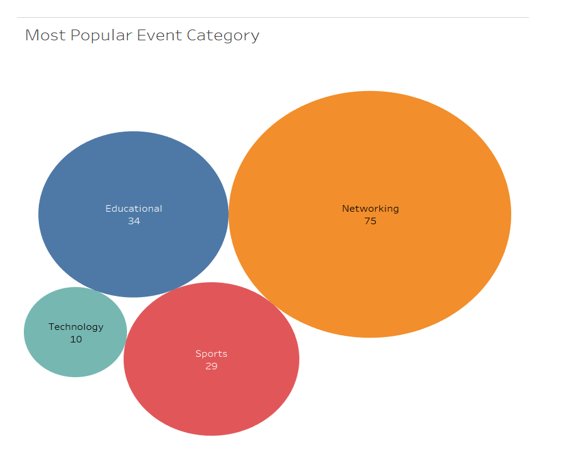 Most Popular Event Category
Educational
34
Networking
75
Technology
10
Sports
29